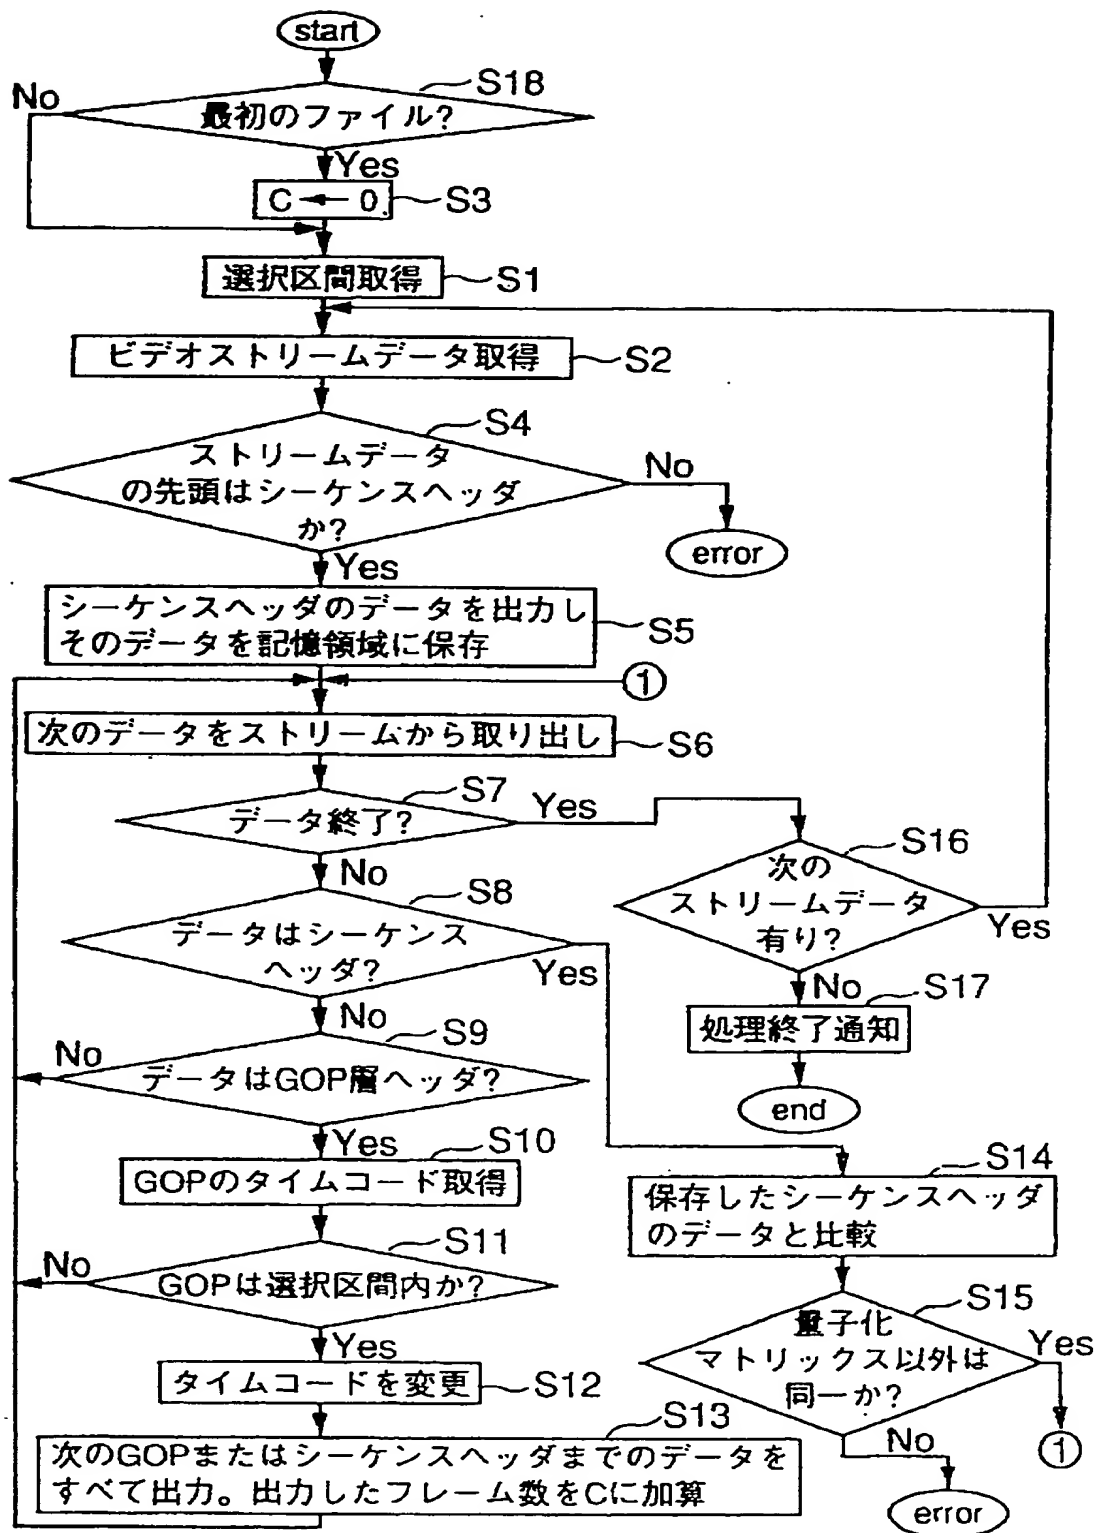 start
S18
No
最初のファイル?
Yes
C ← 0
S3
選択区間取得
S1
ビデオストリームデータ取得
S2
S4
ストリームデータ
の先頭はシーケンスヘッダ
か?
No
error
Yes
シーケンスヘッダのデータを出力し
そのデータを記憶領域に保存
S5
①
次のデータをストリームから取り出し
S6
S7
データ終了?
Yes
No
S16
次の
ストリームデータ
有り?
Yes
No
S17
処理終了通知
end
S8
データはシーケンス
ヘッダ?
Yes
No
S9
No
データはGOP層ヘッダ?
Yes
S10
GOPのタイムコード取得
S11
No
GOPは選択区間内か?
Yes
タイムコードを変更
S12
S13
次のGOPまたはシーケンスヘッダまでのデータを
すべて出力。出力したフレーム数をCに加算
S14
保存したシーケンスヘッダ
のデータと比較
S15
量子化
マトリックス以外は
同一か?
Yes
①
No
error